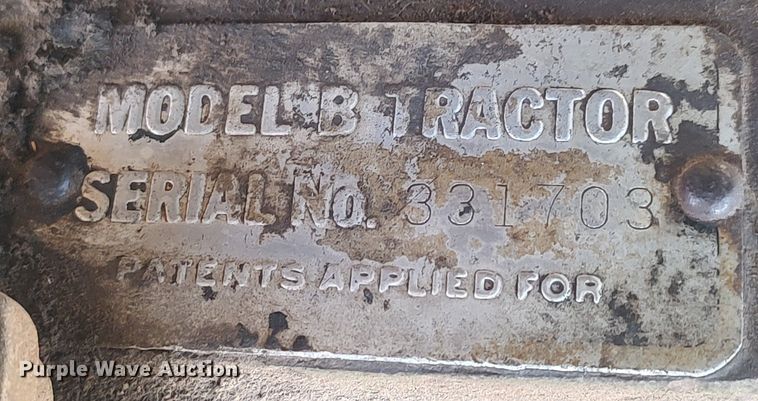 MODEL "B" TRACTOR
SERIAL NO. 331703
PATENTS APPLIED FOR
Purple Wave Auction